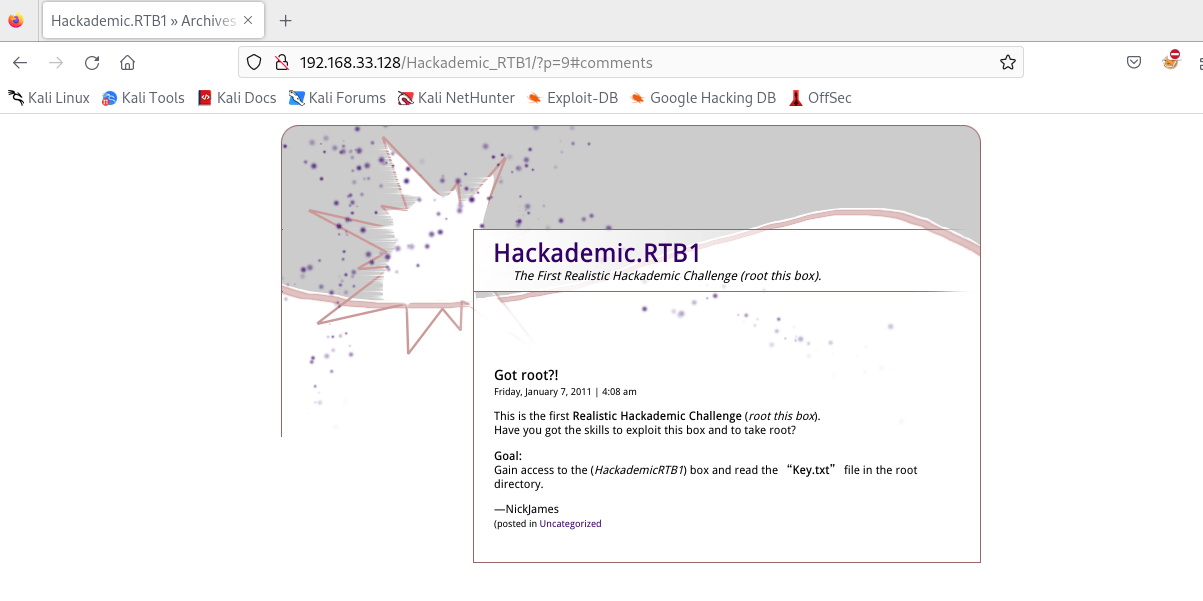 Hackademic.RTB1 » Archives
192.168.33.128/Hackademic_RTB1/?p=9#comments
Kali Linux Kali Tools Kali Docs Kali Forums Kali NetHunter Exploit-DB Google Hacking DB OffSec
Hackademic.RTB1
The First Realistic Hackademic Challenge (root this box).
Got root?!
Friday, January 7, 2011 | 4:08 am
This is the first Realistic Hackademic Challenge (root this box).
Have you got the skills to exploit this box and to take root?
Goal:
Gain access to the (HackademicRTB1) box and read the “Key.txt” file in the root
directory.
—NickJames
(posted in Uncategorized